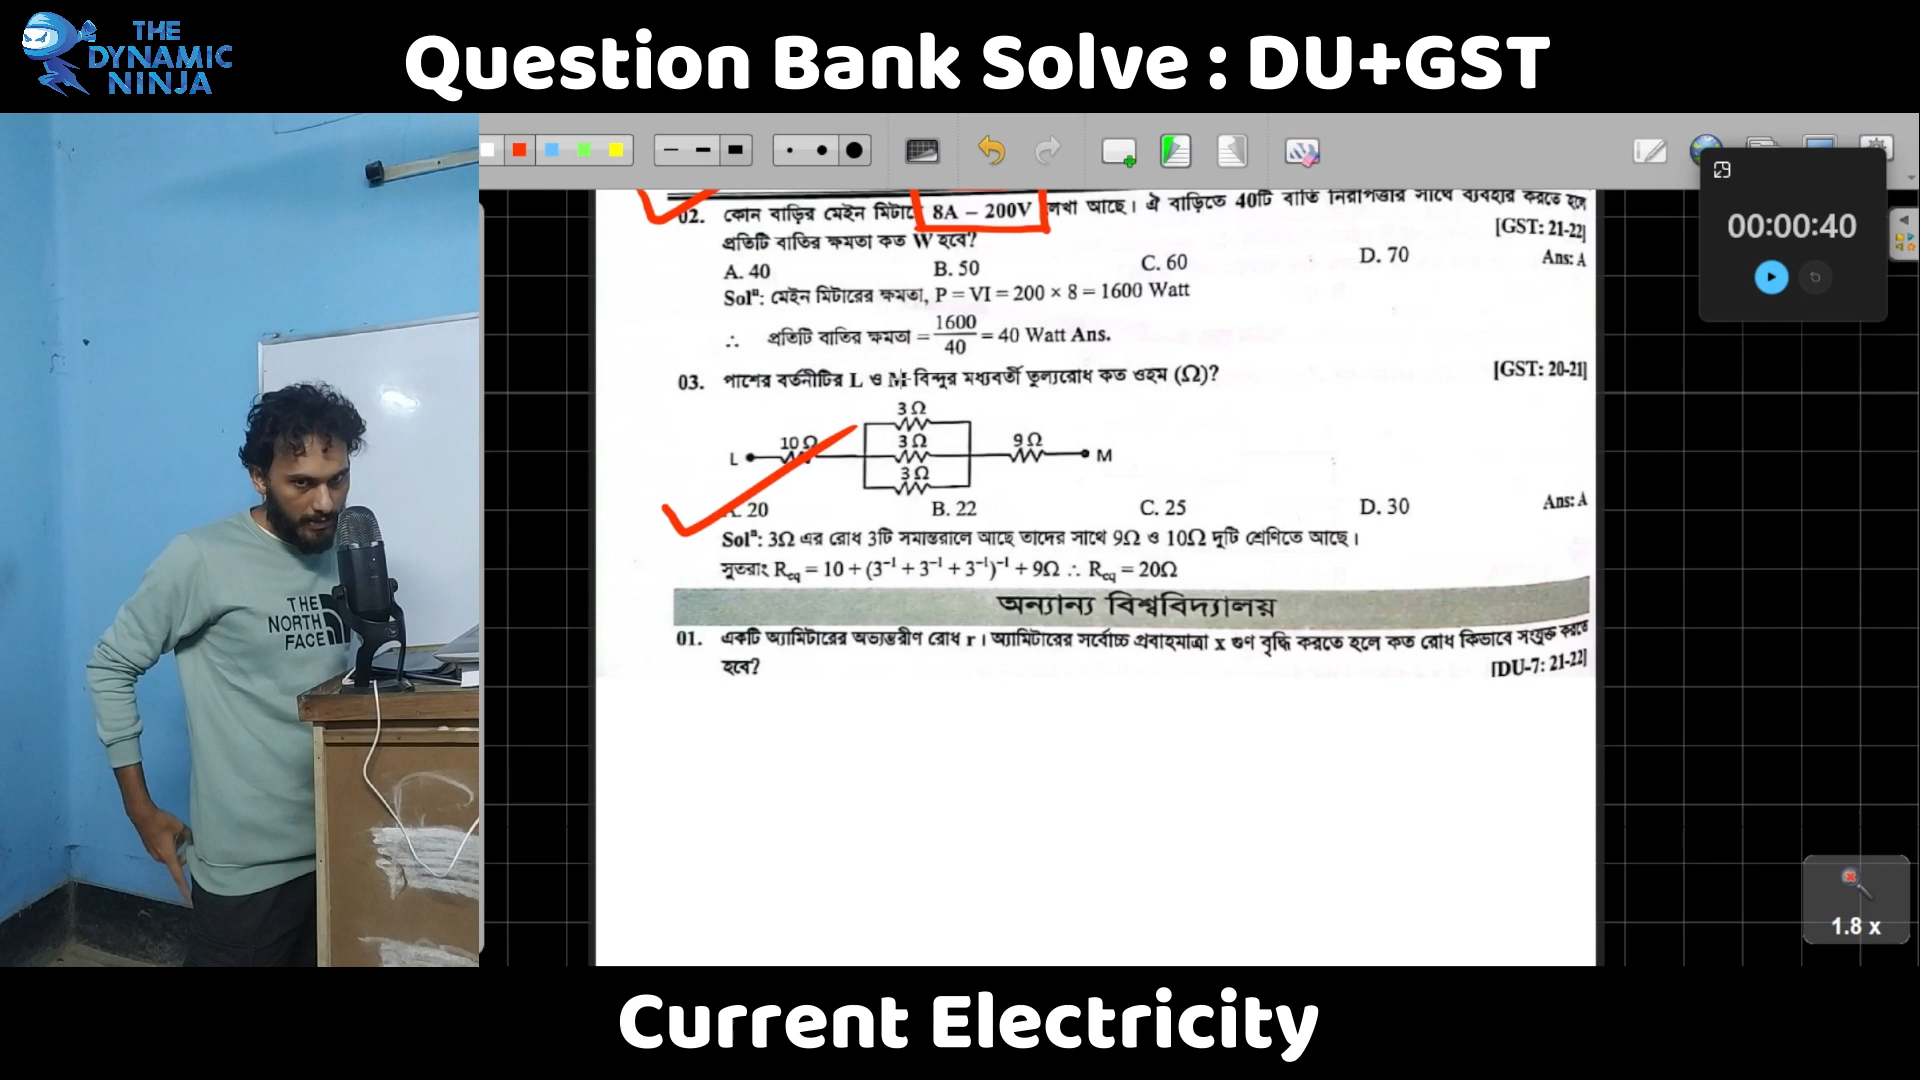 THE
DYNAMIC
NINJA
Question Bank Solve : DU+GST
00:00:40
02. কোন বাড়ির মেইন মিটারে 8A – 200V লেখা আছে। ঐ বাড়িতে 40টি বাতি নিরাপত্তার সাথে ব্যবহার করতে হলে
প্রতিটি বাতির ক্ষমতা কত W হবে? [GST: 21-22]
A. 40 B. 50 C. 60 D. 70 Ans: A
Solⁿ: মেইন মিটারের ক্ষমতা, P = VI = 200 × 8 = 1600 Watt
∴ প্রতিটি বাতির ক্ষমতা = 1600/40 = 40 Watt Ans.
03. পাশের বর্তনীটির L ও M বিন্দুর মধ্যবর্তী তুল্যরোধ কত ওহম (Ω)? [GST: 20-21]
3Ω
10Ω 3Ω 9Ω
L M
3Ω
A. 20 B. 22 C. 25 D. 30 Ans: A
Solⁿ: 3Ω এর রোধ 3টি সমান্তরালে আছে তাদের সাথে 9Ω ও 10Ω দুটি শ্রেণিতে আছে।
সুতরাং R_eq = 10 + (3⁻¹ + 3⁻¹ + 3⁻¹)⁻¹ + 9Ω ∴ R_eq = 20Ω
অন্যান্য বিশ্ববিদ্যালয়
01. একটি অ্যামিটারের অভ্যন্তরীণ রোধ r। অ্যামিটারের সর্বোচ্চ প্রবাহমাত্রা x গুণ বৃদ্ধি করতে হলে কত রোধ কিভাবে সংযুক্ত করতে
হবে? [DU-7: 21-22]
THE
NORTH
FACE
1.8 x
Current Electricity